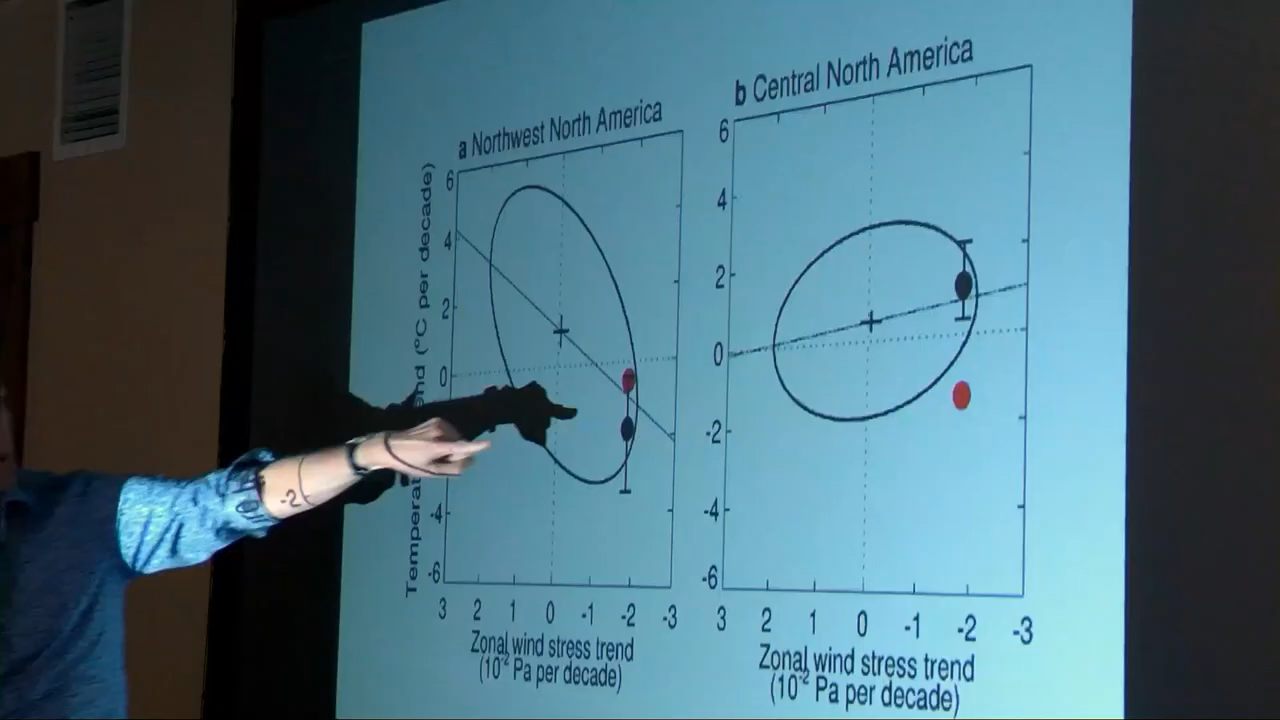 a Northwest North America
6
4
2
0
-2
-4
-6
3 2 1 0 -1 -2 -3
Zonal wind stress trend
(10⁻² Pa per decade)
(°C per decade)
b Central North America
6
4
2
0
-2
-4
-6
3 2 1 0 -1 -2 -3
Zonal wind stress trend
(10⁻² Pa per decade)